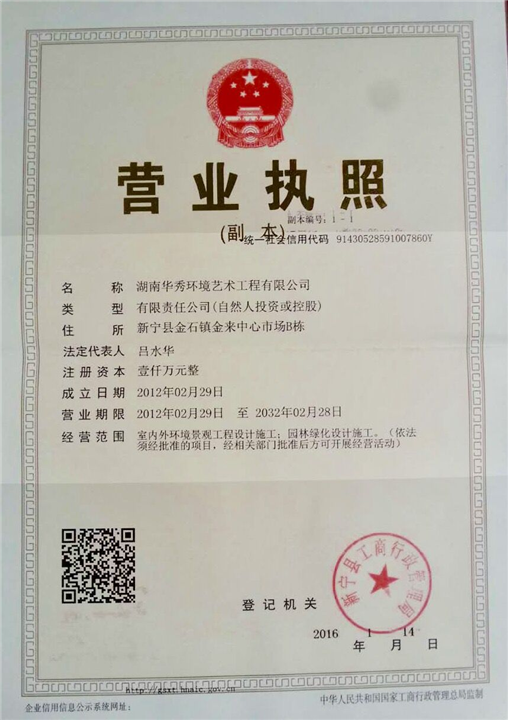 营业执照
副本编号：1－1
(副 本)
统一社会信用代码 91430528591007860Y
名 称 湖南华秀环境艺术工程有限公司
类 型 有限责任公司(自然人投资或控股)
住 所 新宁县金石镇金来中心市场B栋
法定代表人 吕水华
注册资本 壹仟万元整
成立日期 2012年02月29日
营业期限 2012年02月29日 至 2032年02月28日
经营范围 室内外环境景观工程设计施工；园林绿化设计施工。（依法
须经批准的项目，经相关部门批准后方可开展经营活动）
新宁县工商行政管理局
登记机关
2016 1 14
年 月 日
http://gsxt.hnaic.gov.cn
企业信用信息公示系统网址：
中华人民共和国国家工商行政管理总局监制